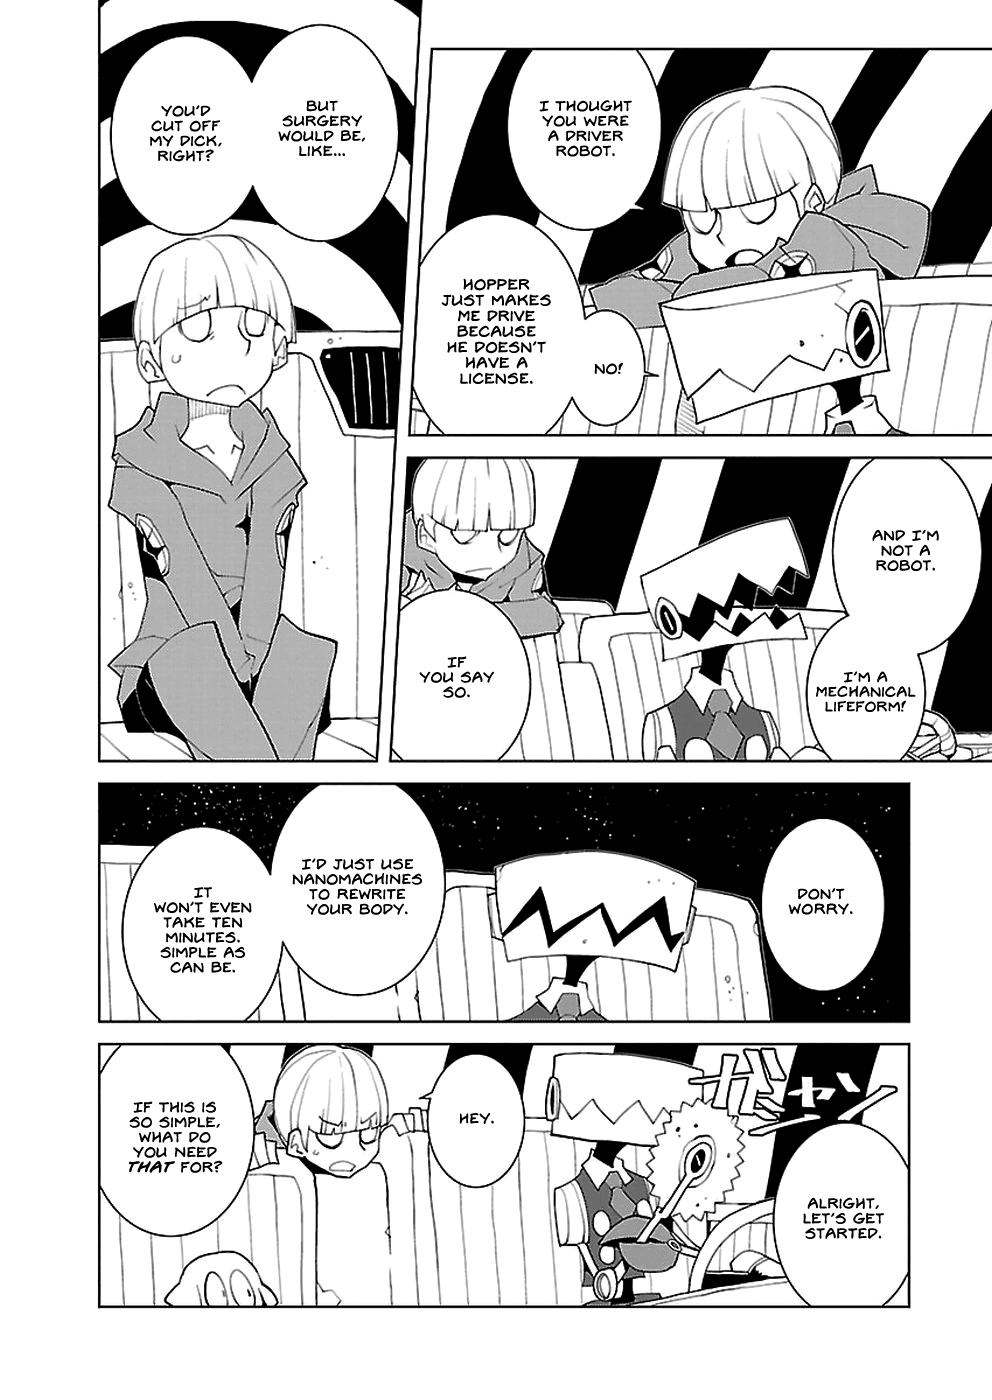 I THOUGHT
YOU WERE
A DRIVER
ROBOT.
NO!
HOPPER
JUST MAKES
ME DRIVE
BECAUSE
HE DOESN'T
HAVE A
LICENSE.
AND I'M
NOT A
ROBOT.
I'M A
MECHANICAL
LIFEFORM!
IF
YOU SAY
SO.
BUT
SURGERY
WOULD BE,
LIKE...
YOU'D
CUT OFF
MY DICK,
RIGHT?
DON'T
WORRY.
I'D JUST USE
NANOMACHINES
TO REWRITE
YOUR BODY.
IT
WON'T EVEN
TAKE TEN
MINUTES.
SIMPLE AS
CAN BE.
ガシャン
ALRIGHT,
LET'S GET
STARTED.
HEY.
IF THIS IS
SO SIMPLE,
WHAT DO
YOU NEED
THAT FOR?